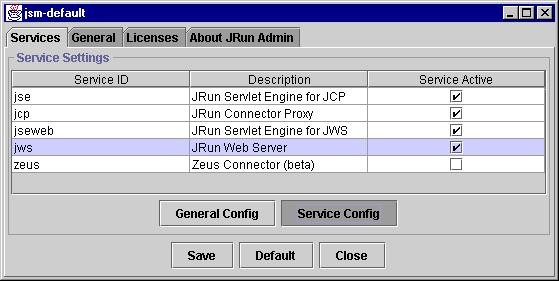 jsm-default
Services General Licenses About JRun Admin
Service Settings
Service ID Description Service Active
jse JRun Servlet Engine for JCP
jcp JRun Connector Proxy
jseweb JRun Servlet Engine for JWS
jws JRun Web Server
zeus Zeus Connector (beta)
General Config Service Config
Save Default Close